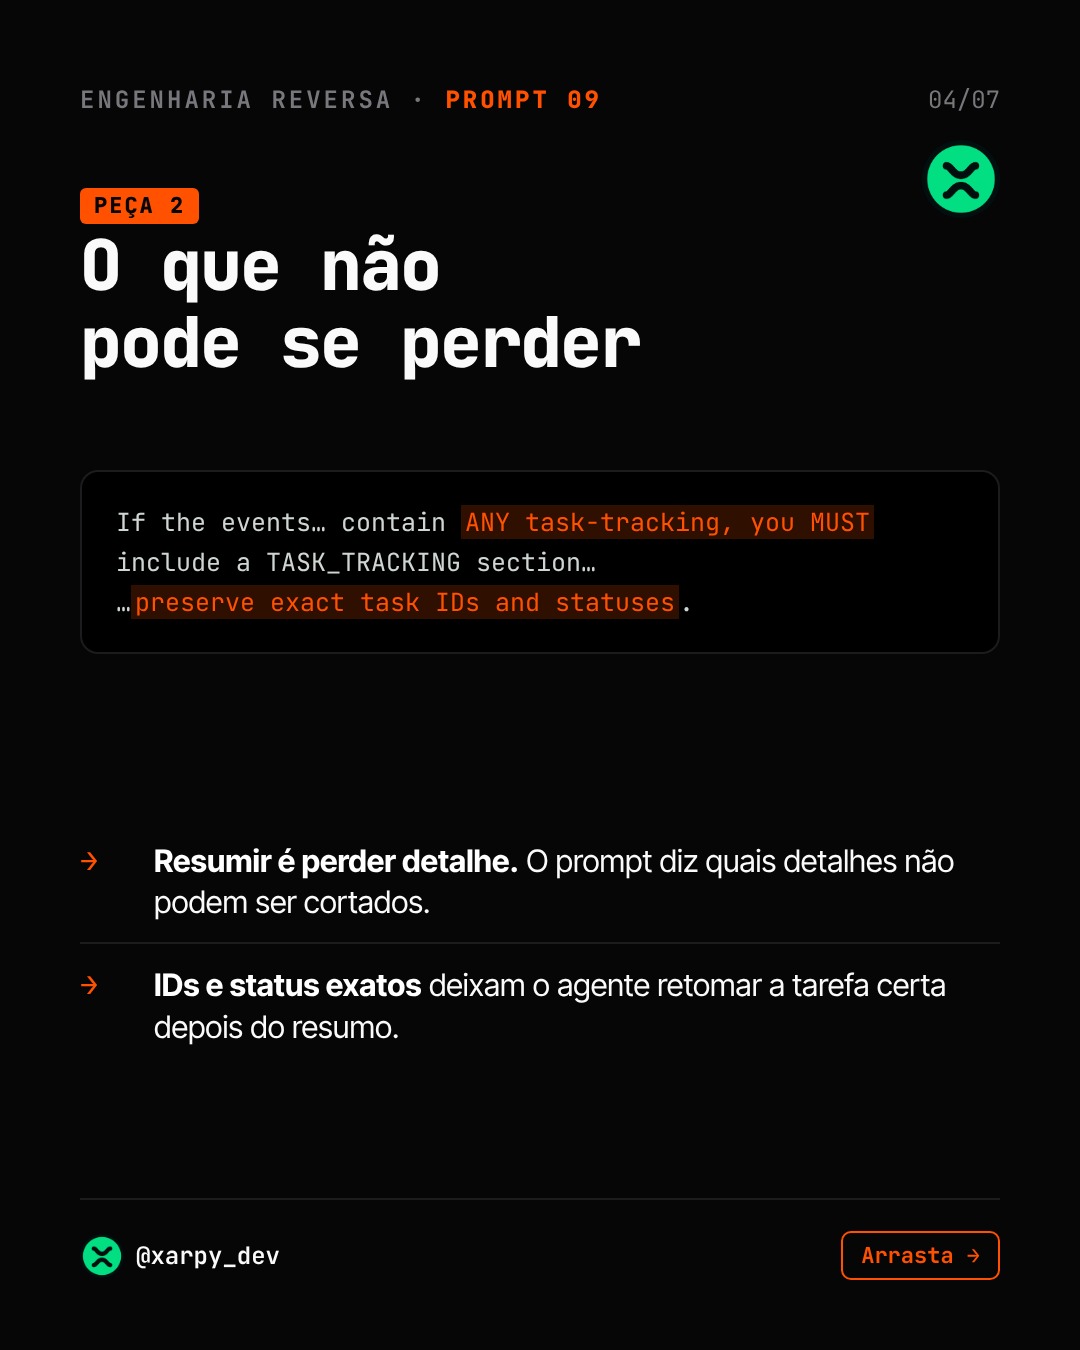 ENGENHARIA REVERSA · PROMPT 09
04/07
PEÇA 2
O que não
pode se perder
If the events… contain ANY task-tracking, you MUST
include a TASK_TRACKING section…
…preserve exact task IDs and statuses.
→ Resumir é perder detalhe. O prompt diz quais detalhes não
podem ser cortados.
→ IDs e status exatos deixam o agente retomar a tarefa certa
depois do resumo.
@xarpy_dev
Arrasta →